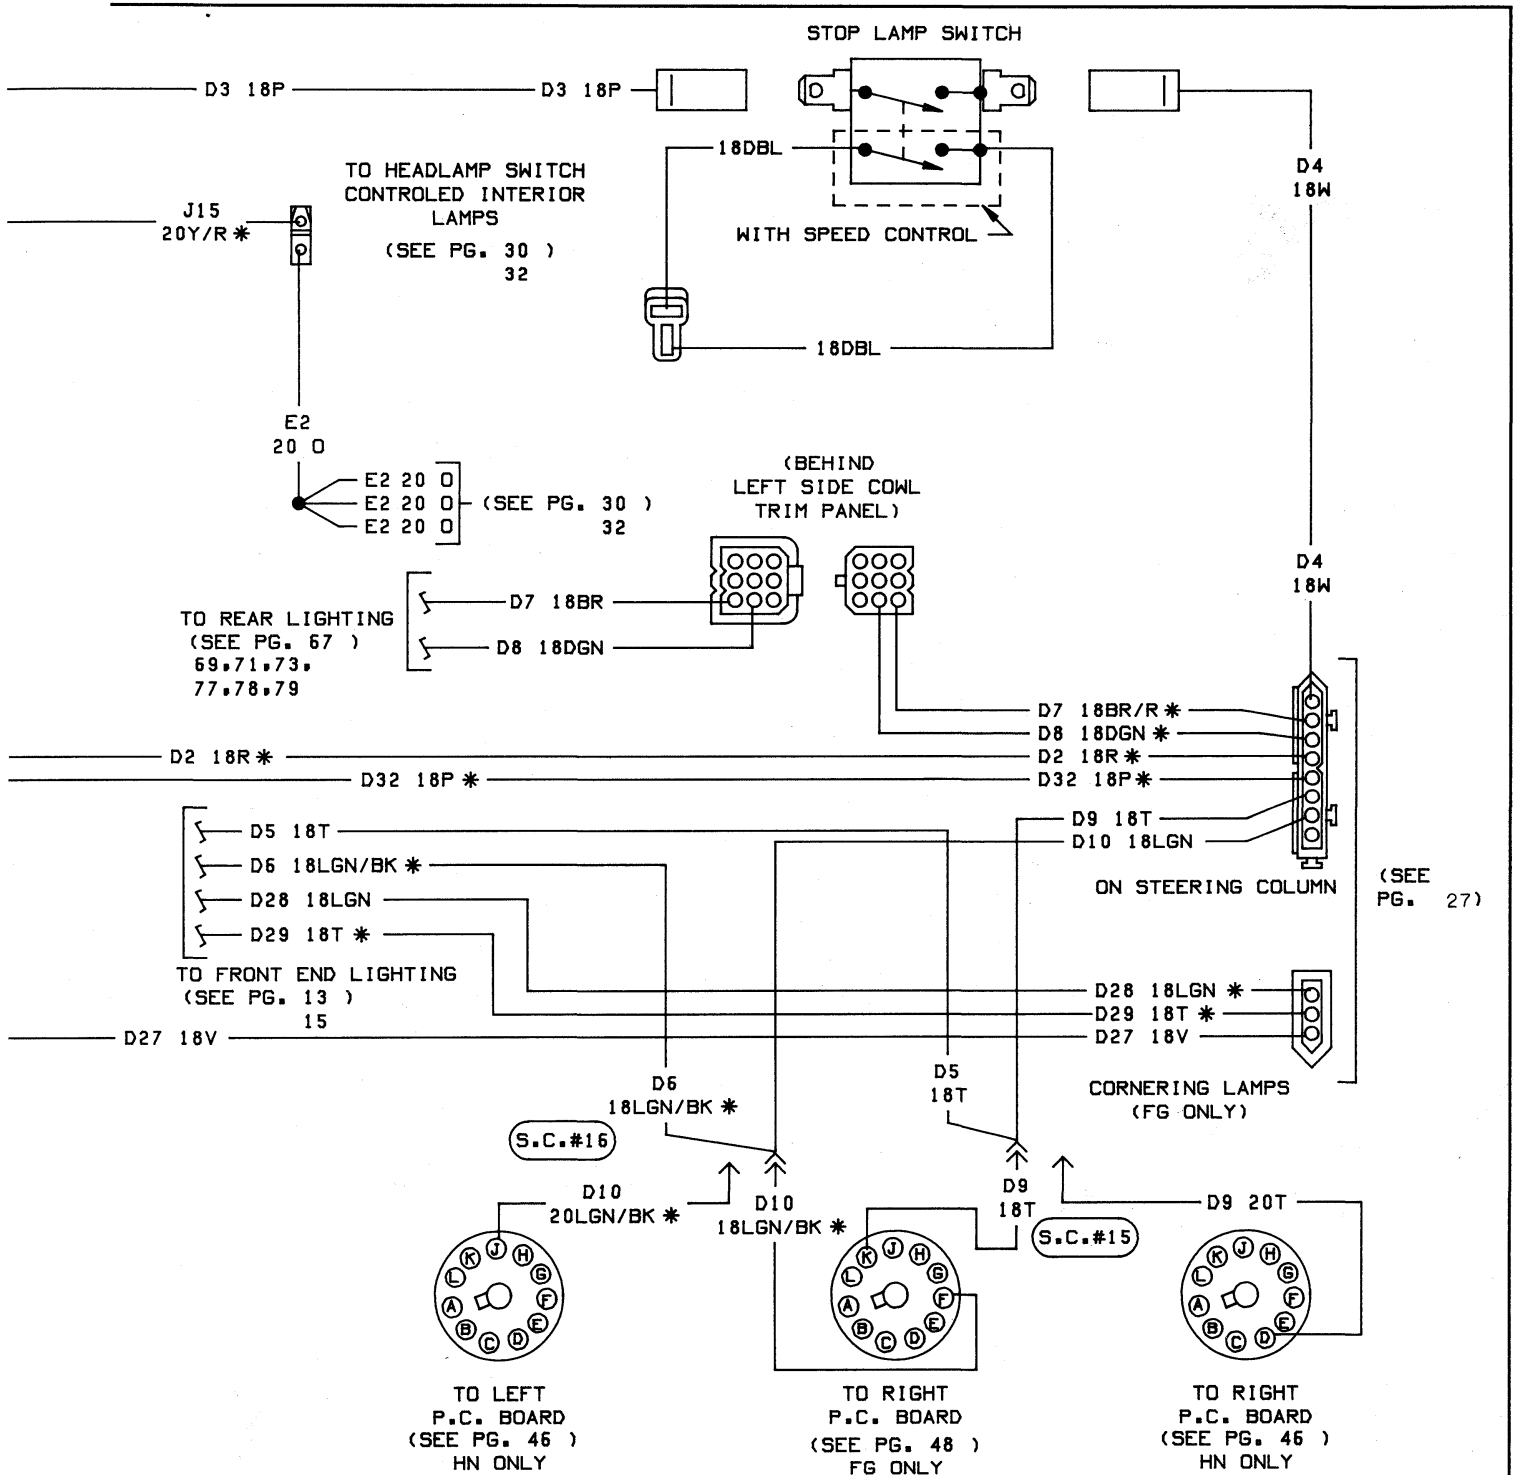 STOP LAMP SWITCH
D3 18P
D3 18P
18DBL
D4
18W
TO HEADLAMP SWITCH
CONTROLED INTERIOR
LAMPS
(SEE PG. 30 )
32
J15
20Y/R *
WITH SPEED CONTROL
18DBL
E2
20 O
E2 20 O
E2 20 O
E2 20 O
(SEE PG. 30 )
32
(BEHIND
LEFT SIDE COWL
TRIM PANEL)
D4
18W
TO REAR LIGHTING
(SEE PG. 67 )
69,71,73,
77,78,79
D7 18BR
D8 18DGN
D7 18BR/R *
D8 18DGN *
D2 18R *
D2 18R *
D32 18P *
D32 18P *
D5 18T
D9 18T
D6 18LGN/BK *
D10 18LGN
D28 18LGN
D29 18T *
ON STEERING COLUMN
(SEE
PG. 27)
TO FRONT END LIGHTING
(SEE PG. 13 )
15
D28 18LGN *
D29 18T *
D27 18V
D27 18V
CORNERING LAMPS
(FG ONLY)
D6
18LGN/BK *
D5
18T
S.C.#16
D10
20LGN/BK *
D10
18LGN/BK *
D9
18T
S.C.#15
D9 20T
J
H
G
F
E
D
C
B
A
L
K
J
H
G
F
E
D
C
B
A
L
K
J
H
G
F
E
D
C
B
A
L
K
TO LEFT
P.C. BOARD
(SEE PG. 46 )
HN ONLY
TO RIGHT
P.C. BOARD
(SEE PG. 48 )
FG ONLY
TO RIGHT
P.C. BOARD
(SEE PG. 46 )
HN ONLY